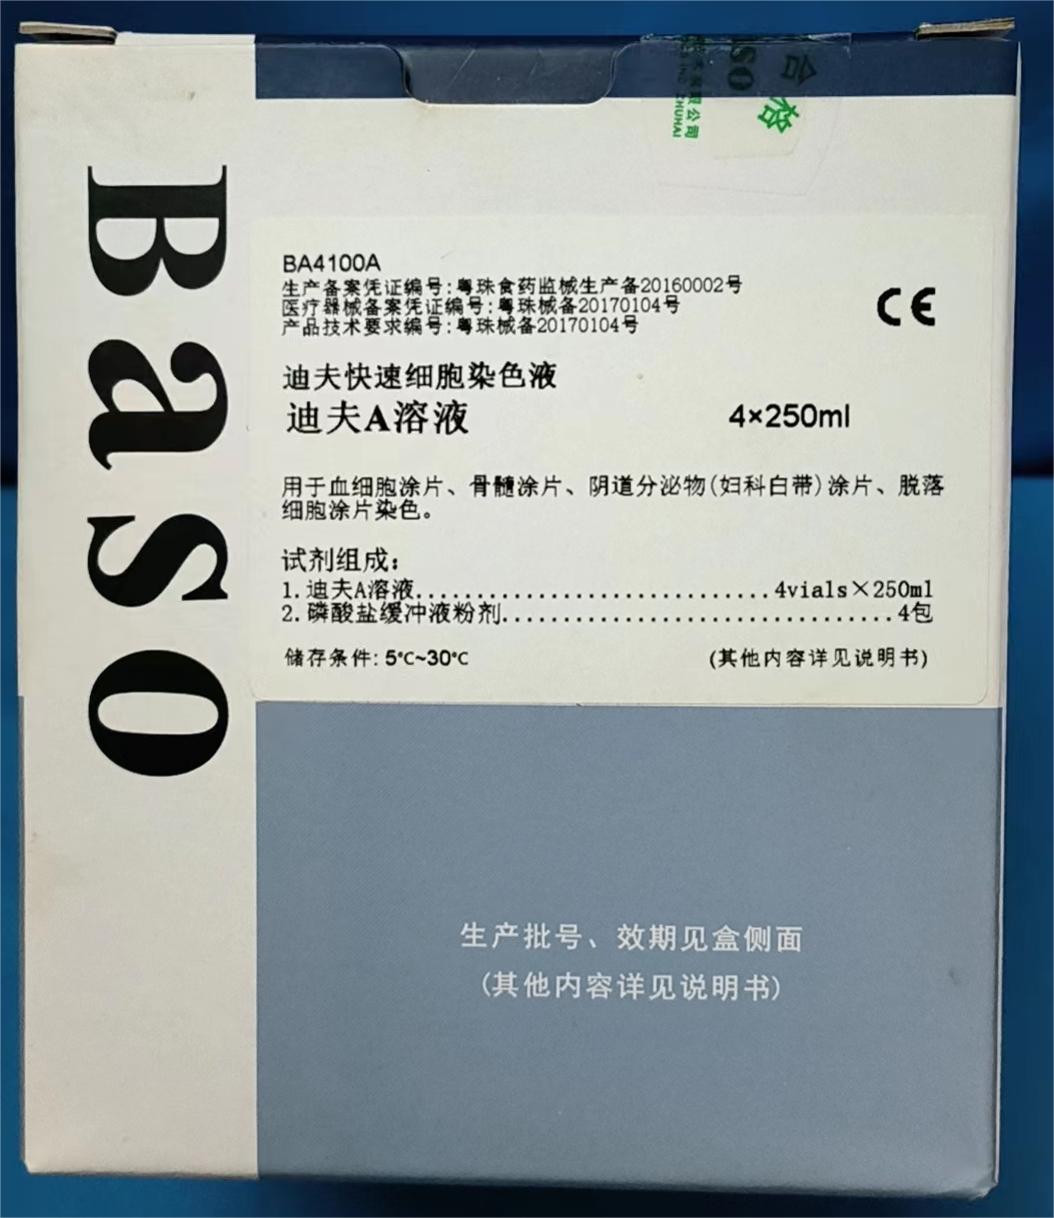 Baso
合格
BASO
限公司
ZHUHAI
BA4100A
生产备案凭证编号:粤珠食药监械生产备20160002号
医疗器械备案凭证编号:粤珠械备20170104号
产品技术要求编号:粤珠械备20170104号
CE
迪夫快速细胞染色液
迪夫A溶液 4×250ml
用于血细胞涂片、骨髓涂片、阴道分泌物(妇科白带)涂片、脱落
细胞涂片染色。
试剂组成:
1.迪夫A溶液.............................4vials×250ml
2.磷酸盐缓冲液粉剂................................4包
储存条件: 5℃~30℃ (其他内容详见说明书)
生产批号、效期见盒侧面
(其他内容详见说明书)